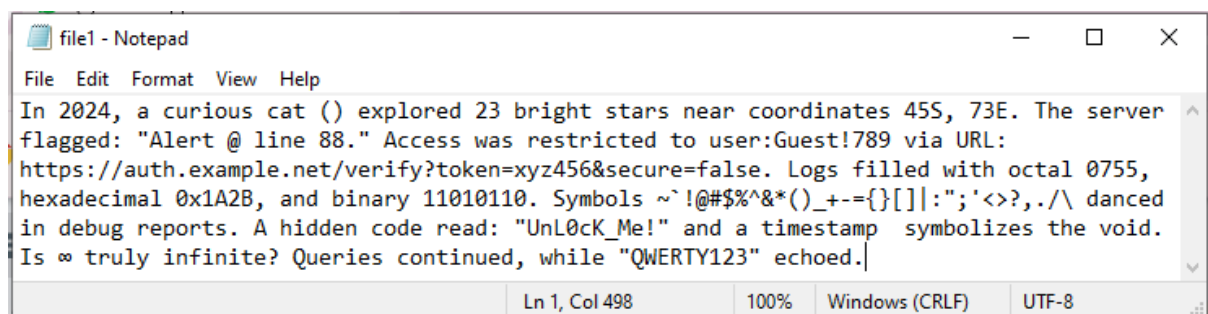 file1 - Notepad
File Edit Format View Help
In 2024, a curious cat () explored 23 bright stars near coordinates 45S, 73E. The server
flagged: "Alert @ line 88." Access was restricted to user:Guest!789 via URL:
https://auth.example.net/verify?token=xyz456&secure=false. Logs filled with octal 0755,
hexadecimal 0x1A2B, and binary 11010110. Symbols ~`!@#$%^&*()_+-={}[]|:";'<>?,./\ danced
in debug reports. A hidden code read: "UnL0cK_Me!" and a timestamp  symbolizes the void.
Is ∞ truly infinite? Queries continued, while "QWERTY123" echoed.
Ln 1, Col 498 100% Windows (CRLF) UTF-8